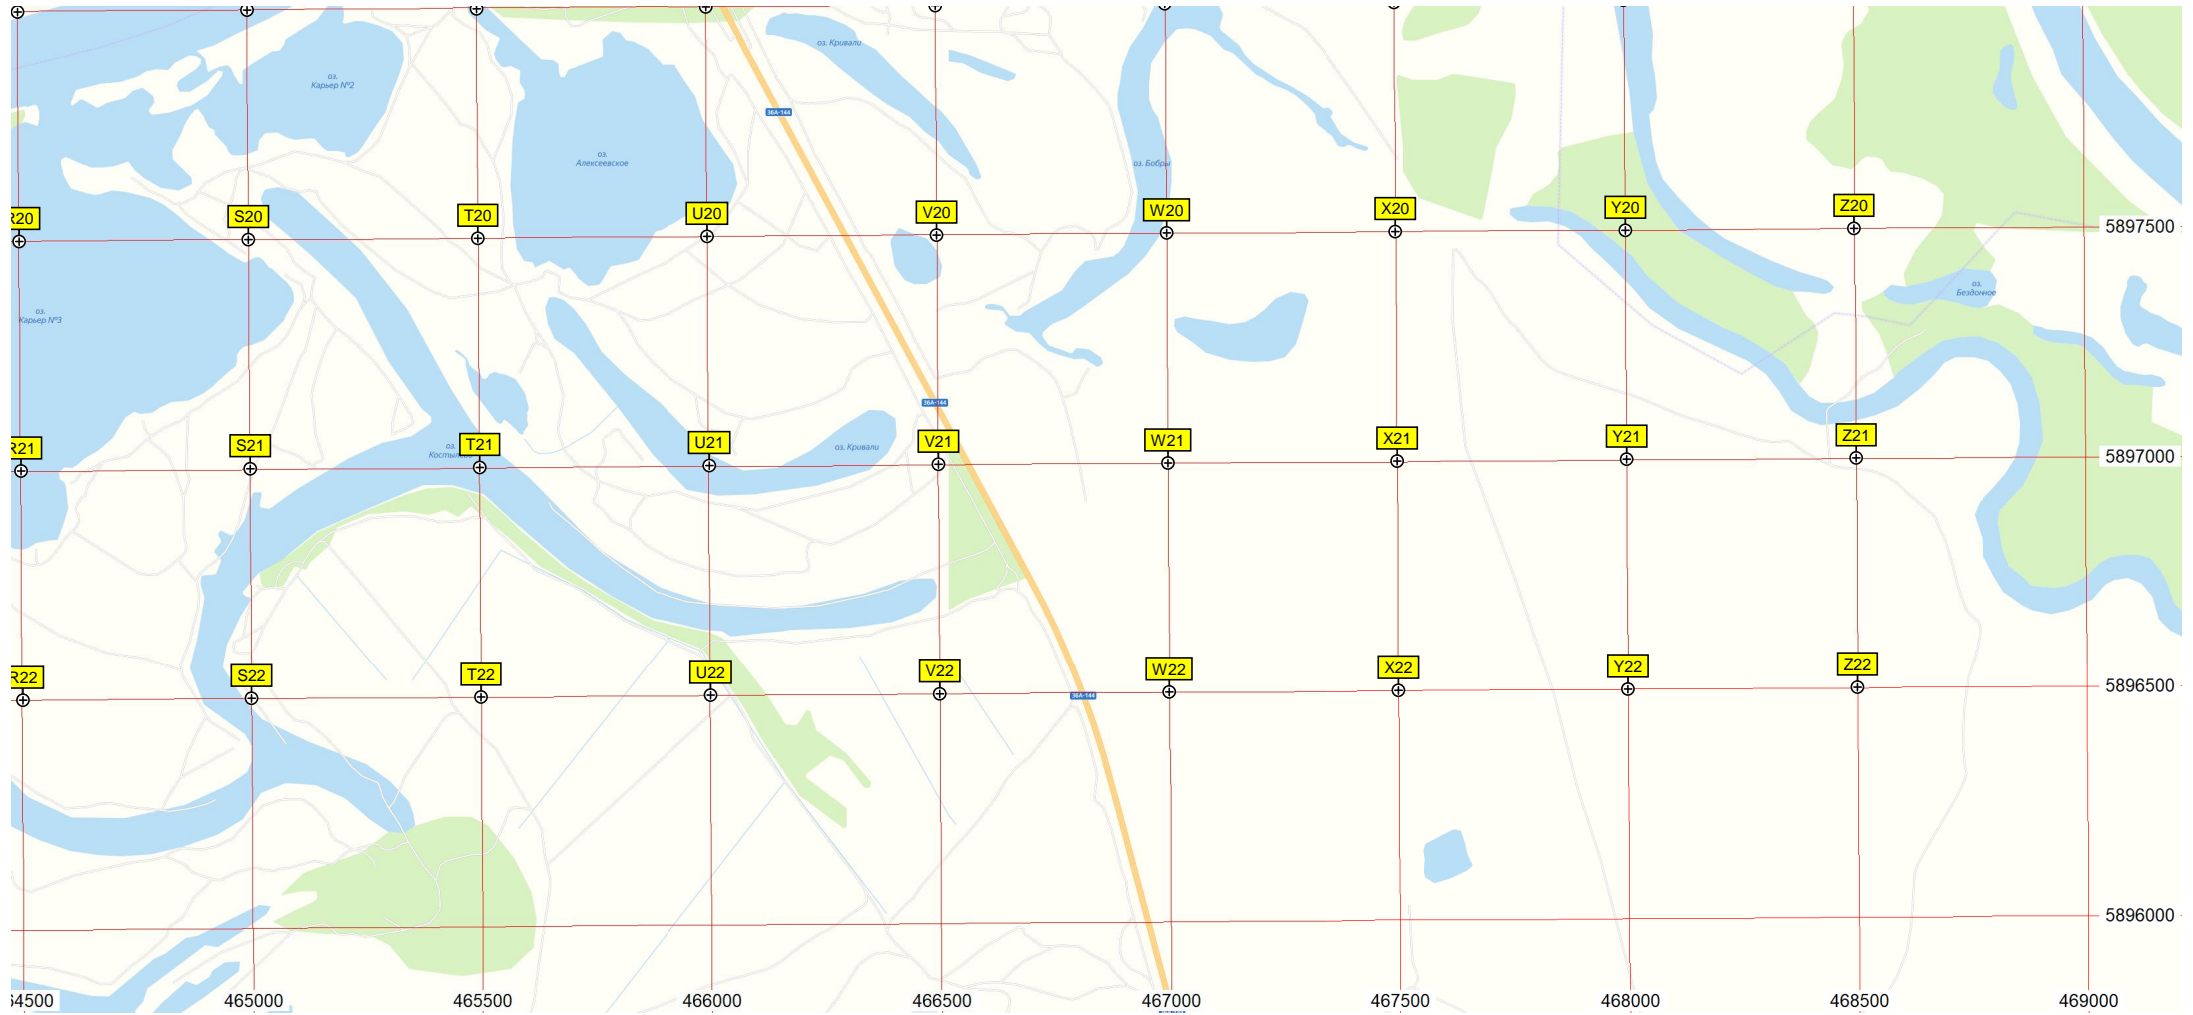 оз. Кривали
оз.
Карьер №2
36А-144
оз.
Алексеевское
оз. Бобры
R20
S20
T20
U20
V20
W20
X20
Y20
Z20
5897500
оз.
Бездонное
оз.
Карьер №3
36А-144
R21
S21
T21
U21
V21
W21
X21
Y21
Z21
оз.
оз. Кривали
5897000
R22
S22
T22
U22
V22
W22
X22
Y22
Z22
5896500
36А-144
5896000
64500
465000
465500
466000
466500
467000
467500
468000
468500
469000